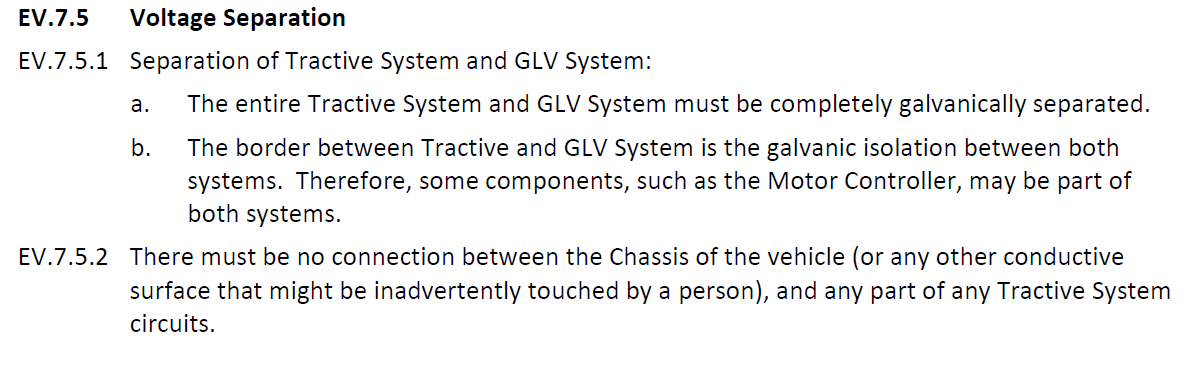 EV.7.5 Voltage Separation
EV.7.5.1 Separation of Tractive System and GLV System:
a. The entire Tractive System and GLV System must be completely galvanically separated.
b. The border between Tractive and GLV System is the galvanic isolation between both
systems.  Therefore, some components, such as the Motor Controller, may be part of
both systems.
EV.7.5.2 There must be no connection between the Chassis of the vehicle (or any other conductive
surface that might be inadvertently touched by a person), and any part of any Tractive System
circuits.